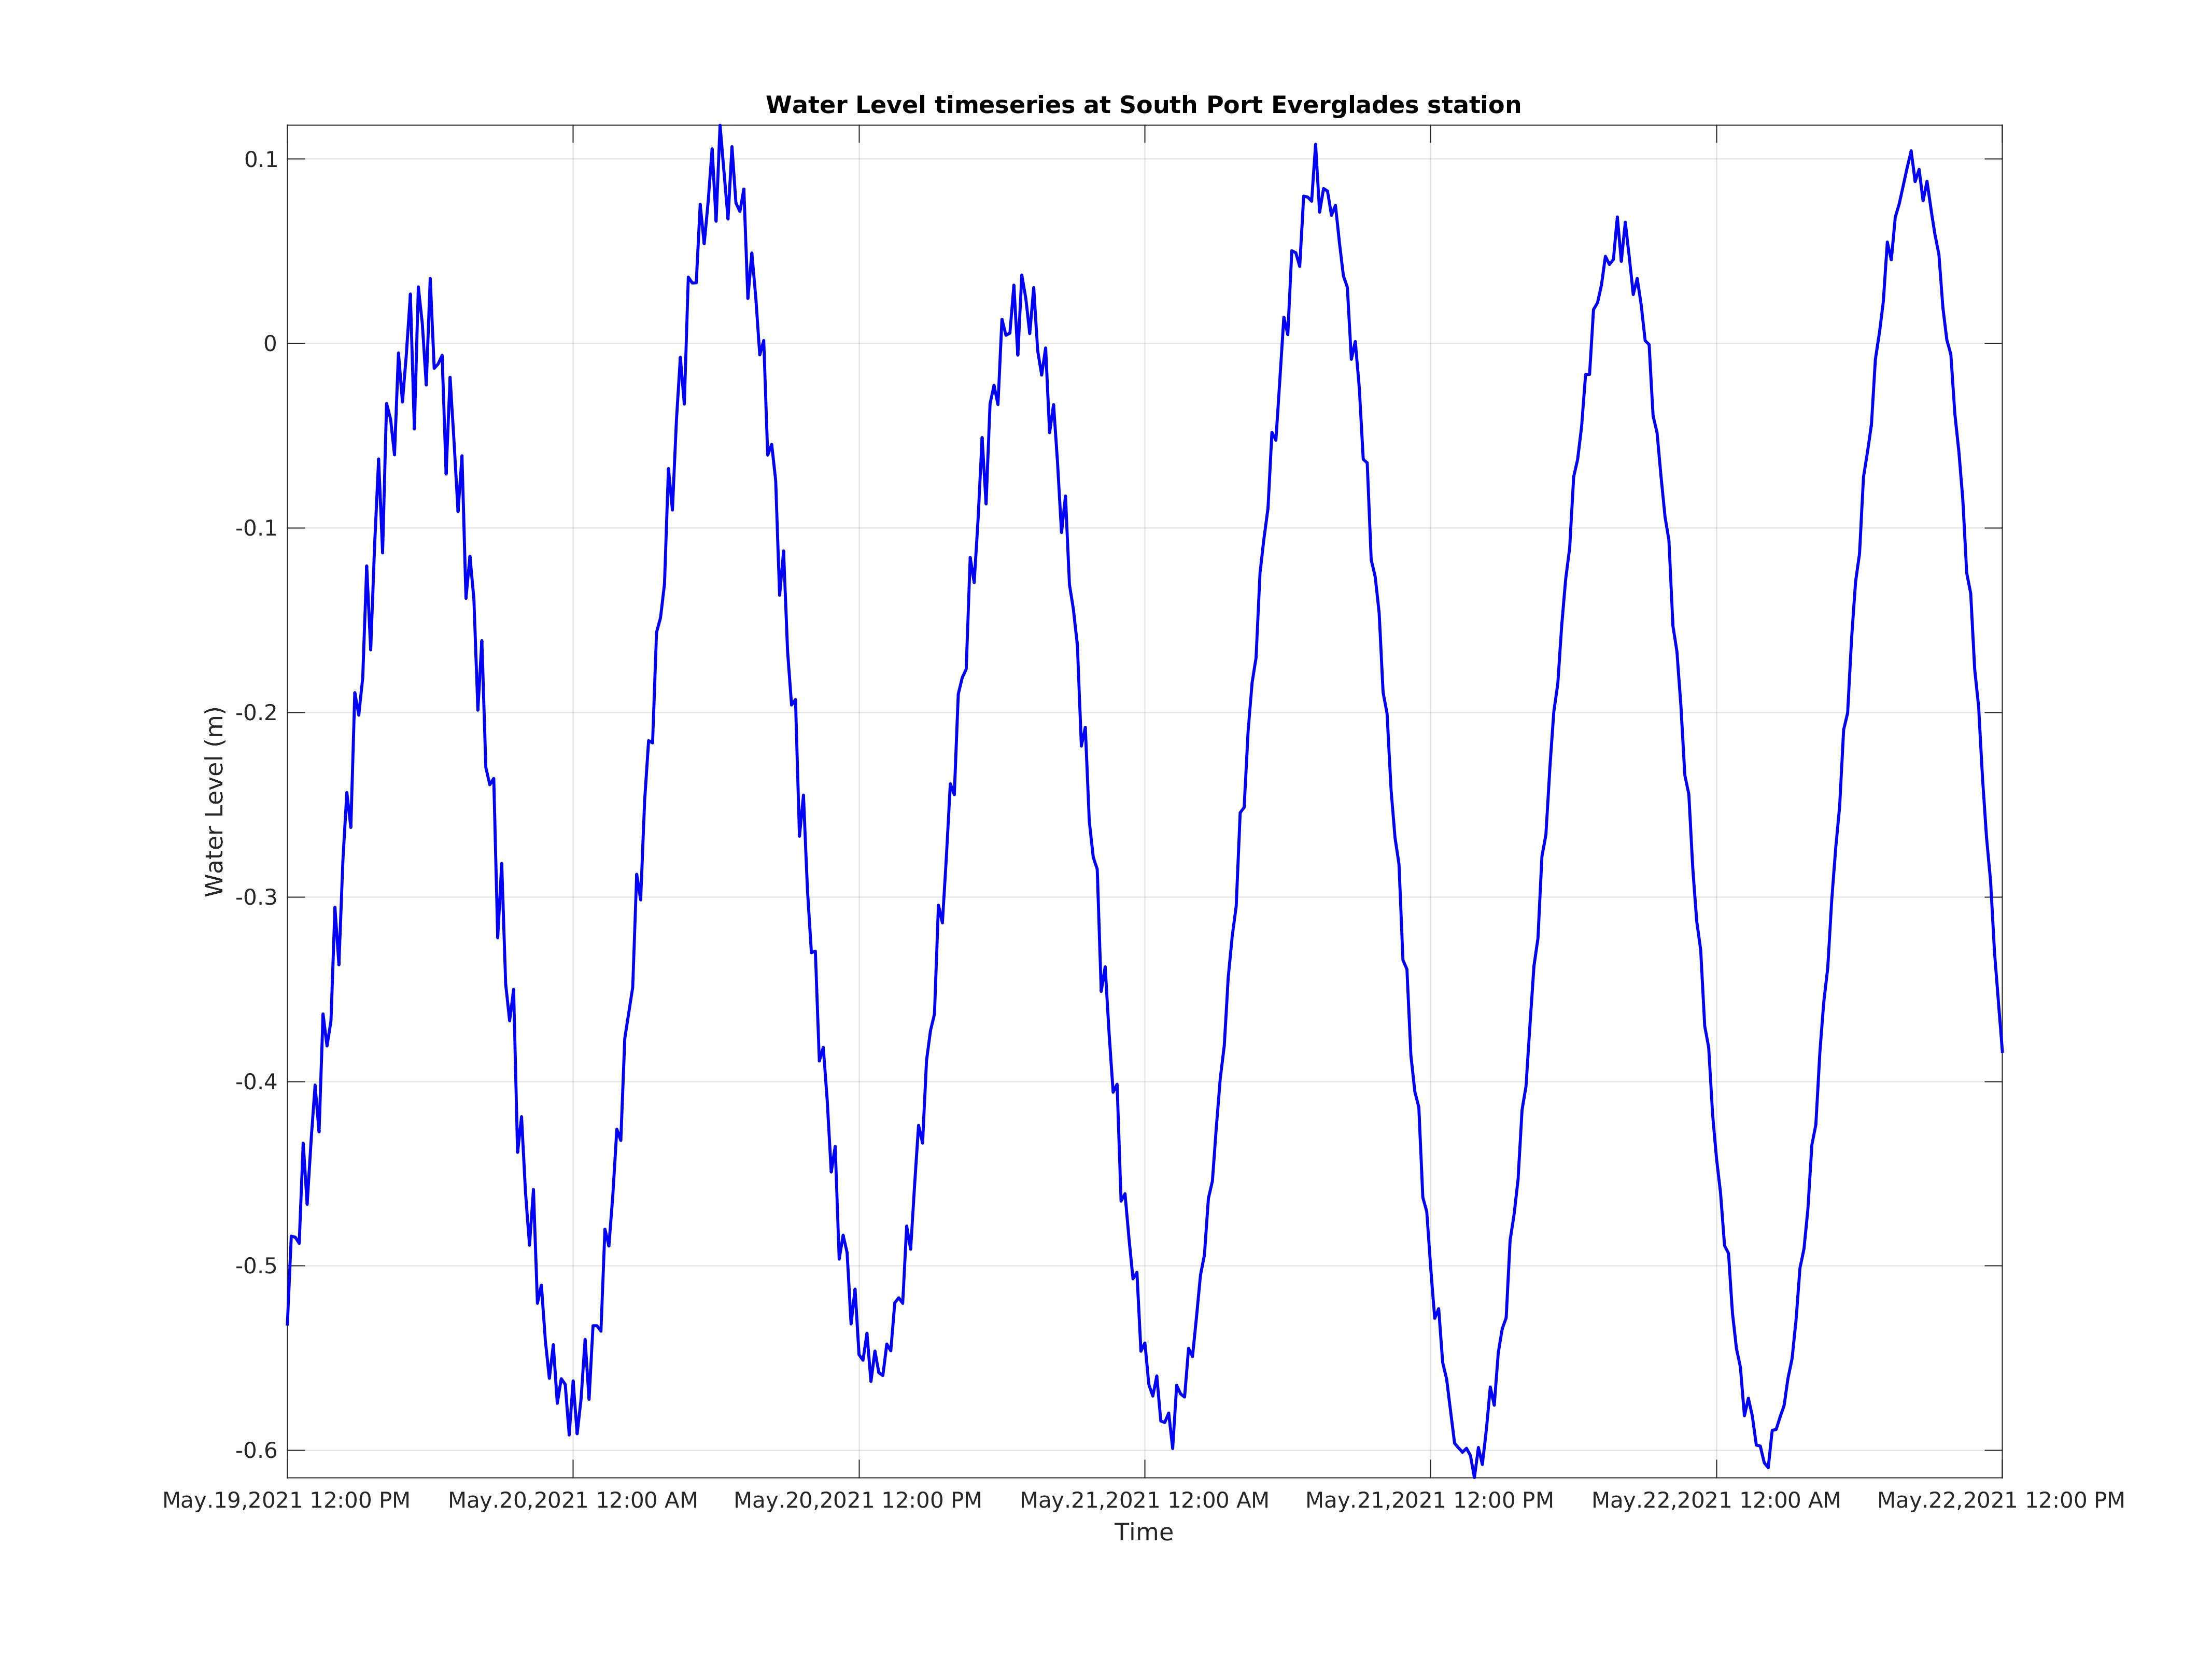 Water Level timeseries at South Port Everglades station
0.1
0
-0.1
-0.2
-0.3
-0.4
-0.5
-0.6
Water Level (m)
May.19,2021 12:00 PM May.20,2021 12:00 AM May.20,2021 12:00 PM May.21,2021 12:00 AM May.21,2021 12:00 PM May.22,2021 12:00 AM May.22,2021 12:00 PM
Time